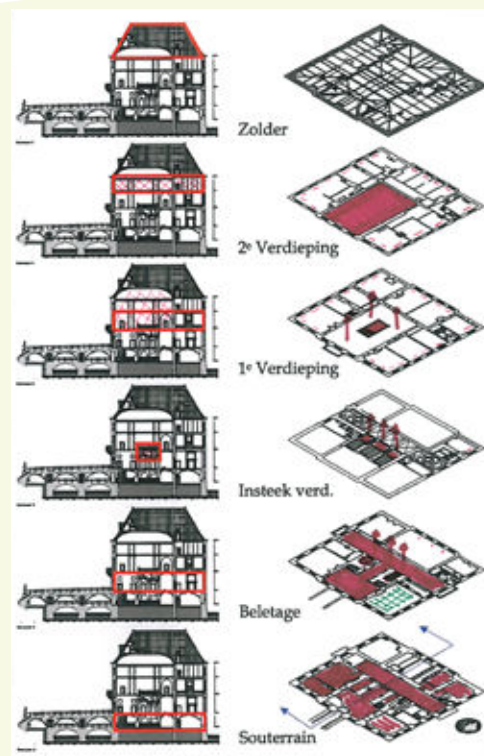 Zolder
2e Verdieping
1e Verdieping
Insteek verd.
Beletage
Souterrain